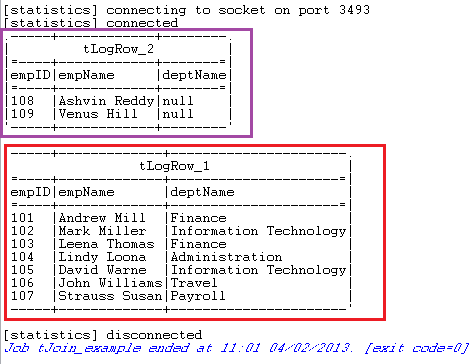 [statistics] connecting to socket on port 3493
[statistics] connected
.-----+------------+--------.
|         tLogRow_2         |
|=----+------------+-------=|
|empID|empName     |deptName|
|=----+------------+-------=|
|108  |Ashvin Reddy|null    |
|109  |Venus Hill  |null    |
'-----+------------+--------'
.-----+-------------+----------------------.
|                tLogRow_1                 |
|=----+-------------+---------------------=|
|empID|empName      |deptName              |
|=----+-------------+---------------------=|
|101  |Andrew Mill  |Finance               |
|102  |Mark Miller  |Information Technology|
|103  |Leena Thomas |Finance               |
|104  |Lindy Loona  |Administration        |
|105  |David Warne  |Information Technology|
|106  |John Williams|Travel                |
|107  |Strauss Susan|Payroll               |
'-----+-------------+----------------------'
[statistics] disconnected
Job tJoin_example ended at 11:01 04/02/2013. [exit code=0]